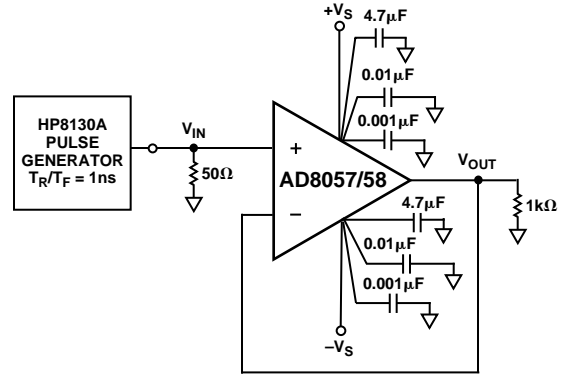 +VS
4.7µF
0.01µF
0.001µF
HP8130A
PULSE
GENERATOR
TR/TF = 1ns
VIN
50Ω
+
–
AD8057/58
VOUT
1kΩ
4.7µF
0.01µF
0.001µF
–VS